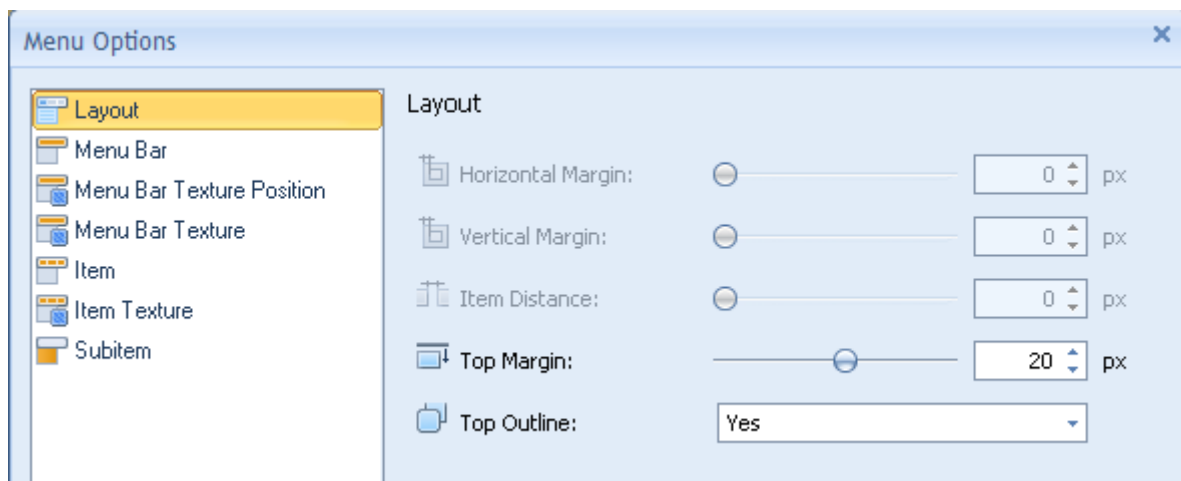 Menu Options
Layout
Menu Bar
Menu Bar Texture Position
Menu Bar Texture
Item
Item Texture
Subitem
Layout
Horizontal Margin: 0 px
Vertical Margin: 0 px
Item Distance: 0 px
Top Margin: 20 px
Top Outline: Yes